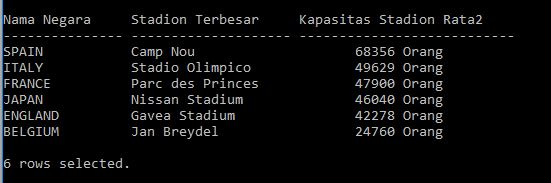 Nama Negara Stadion Terbesar Kapasitas Stadion Rata2
--------------- -------------------- ---------------------------
SPAIN Camp Nou 68356 Orang
ITALY Stadio Olimpico 49629 Orang
FRANCE Parc des Princes 47900 Orang
JAPAN Nissan Stadium 46040 Orang
ENGLAND Gavea Stadium 42278 Orang
BELGIUM Jan Breydel 24760 Orang
6 rows selected.